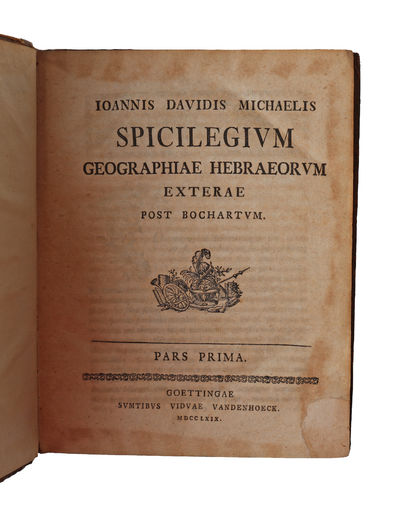 IOANNIS DAVIDIS MICHAELIS
SPICILEGIVM
GEOGRAPHIAE HEBRAEORVM
EXTERAE
POST BOCHARTVM.
PARS PRIMA.
GOETTINGAE
SVMTIBVS VIDVAE VANDENHOECK.
MDCCLXIX.